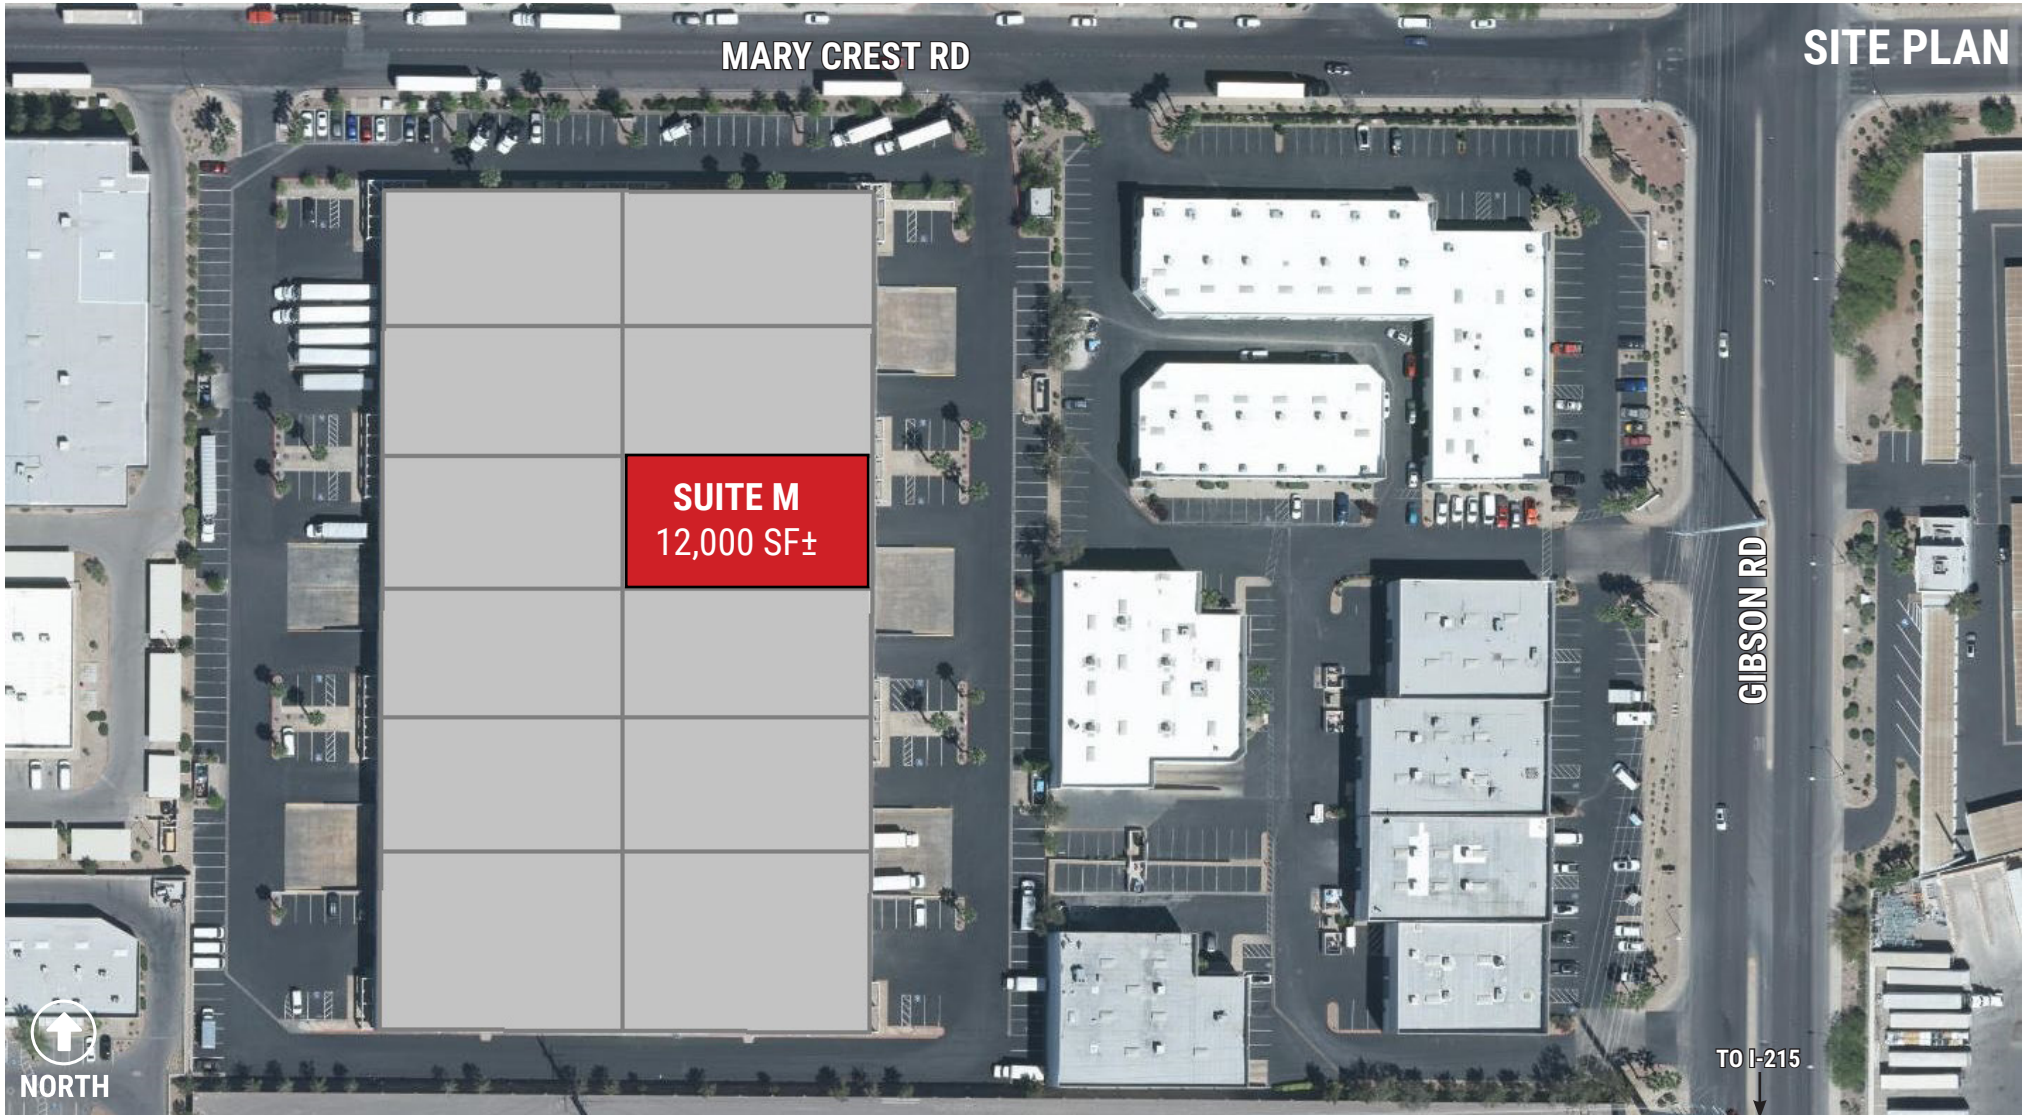 MARY CREST RD
SITE PLAN
SUITE M
12,000 SF±
GIBSON RD
TO I-215
NORTH